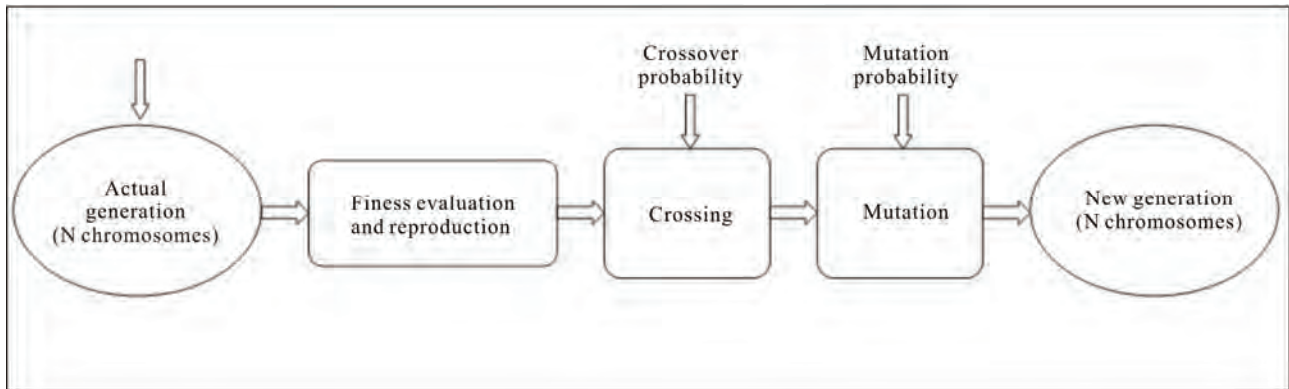 Crossover
probability
Mutation
probability
Actual
generation
(N chromosomes)
Finess evaluation
and reproduction
Crossing
Mutation
New generation
(N chromosomes)